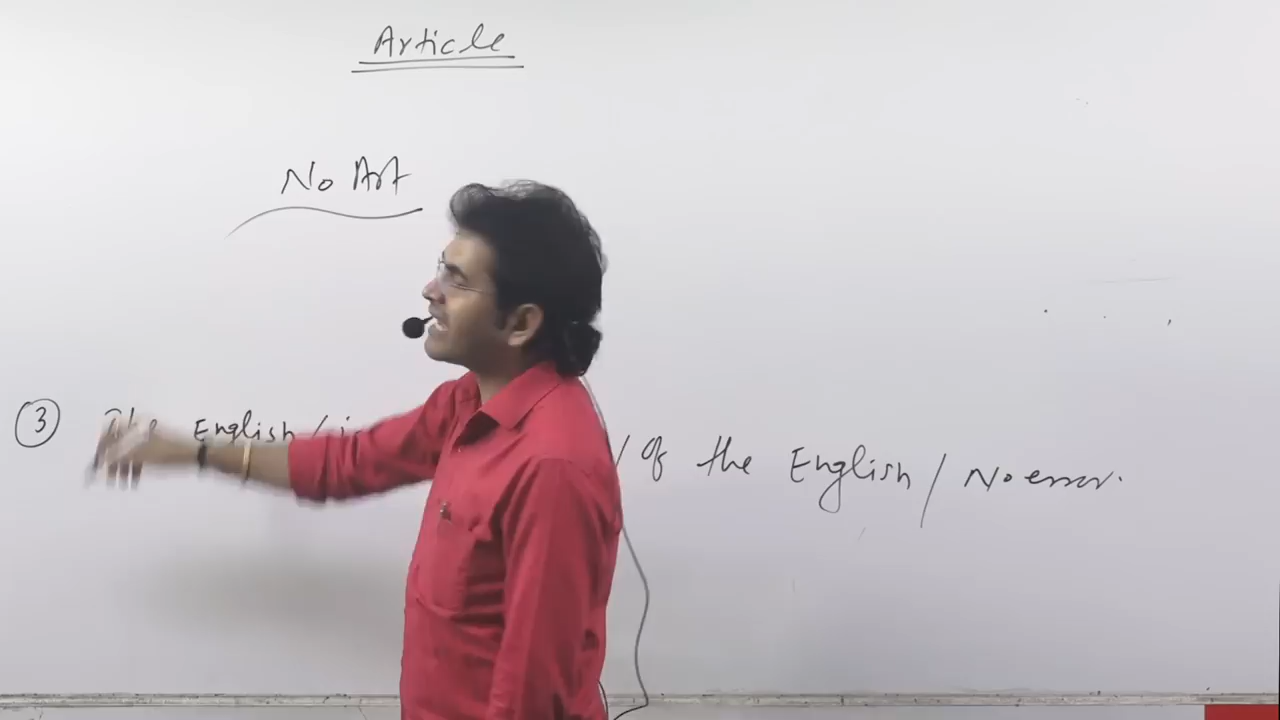 Article
No Art
3 The English / i / of the English / No error.